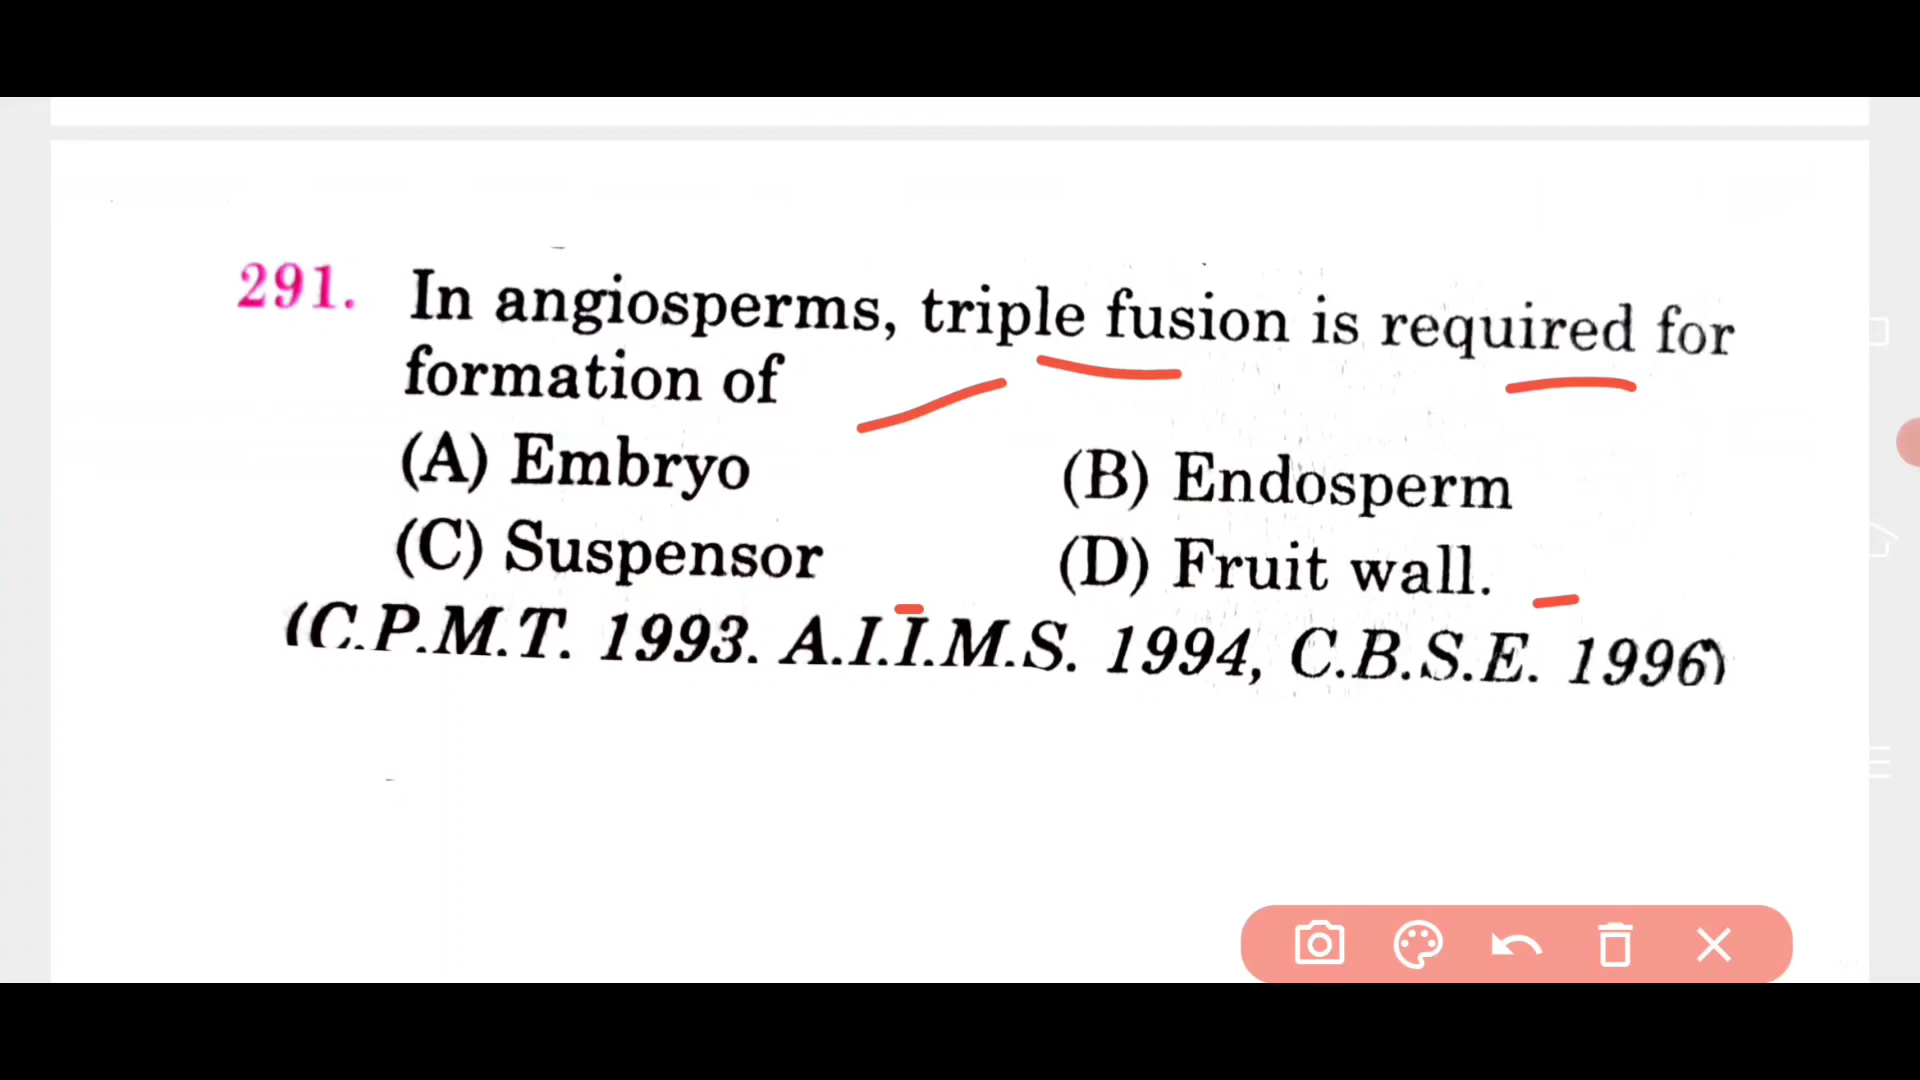 291. In angiosperms, triple fusion is required for
formation of
(A) Embryo (B) Endosperm
(C) Suspensor (D) Fruit wall.
(C.P.M.T. 1993. A.I.I.M.S. 1994, C.B.S.E. 1996)